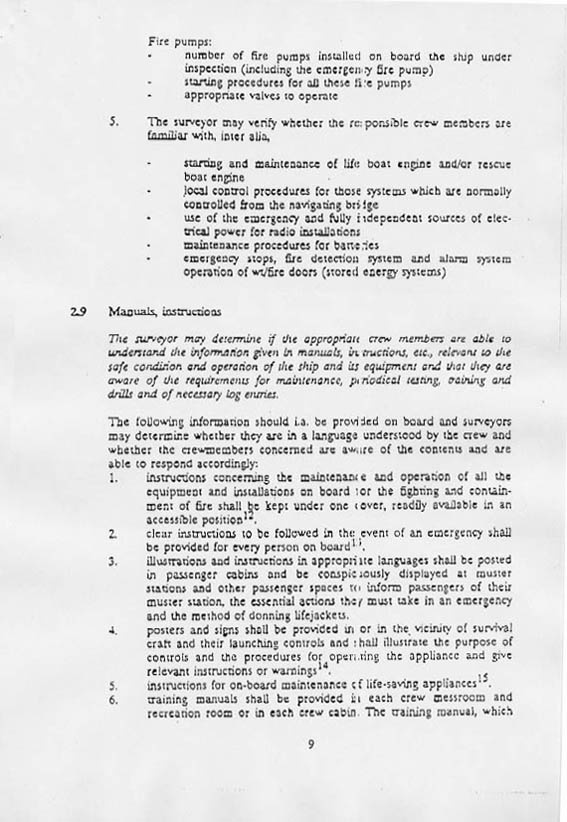 Fire pumps:
- number of fire pumps installed on board the ship under
inspection (including the emergency fire pump)
- starting procedures for all these fire pumps
- appropriate valves to operate
5. The surveyor may verify whether the responsible crew members are
familiar with, inter alia,
- starting and maintenance of life boat engine and/or rescue
boat engine
- local control procedures for those systems which are normally
controlled from the navigating bridge
- use of the emergency and fully independent sources of elec-
trical power for radio installations
- maintenance procedures for batteries
- emergency stops, fire detection system and alarm system
operation of wt/fire doors (stored energy systems)
2.9 Manuals, instructions
The surveyor may determine if the appropriate crew members are able to
understand the information given in manuals, instructions, etc., relevant to the
safe condition and operation of the ship and its equipment and that they are
aware of the requirements for maintenance, periodical testing, training and
drills and of necessary log entries.
The following information should i.a. be provided on board and surveyors
may determine whether they are in a language understood by the crew and
whether the crewmembers concerned are aware of the contents and are
able to respond accordingly:
1. instructions concerning the maintenance and operation of all the
equipment and installations on board for the fighting and contain-
ment of fire shall be kept under one cover, readily available in an
accessible position12.
2. clear instructions to be followed in the event of an emergency shall
be provided for every person on board13.
3. illustrations and instructions in appropriate languages shall be posted
in passenger cabins and be conspicuously displayed at muster
stations and other passenger spaces to inform passengers of their
muster station, the essential actions they must take in an emergency
and the method of donning lifejackets.
4. posters and signs shall be provided in or in the vicinity of survival
craft and their launching controls and shall illustrate the purpose of
controls and the procedures for operating the appliance and give
relevant instructions or warnings14.
5. instructions for on-board maintenance of life-saving appliances15.
6. training manuals shall be provided in each crew messroom and
recreation room or in each crew cabin. The training manual, which
9